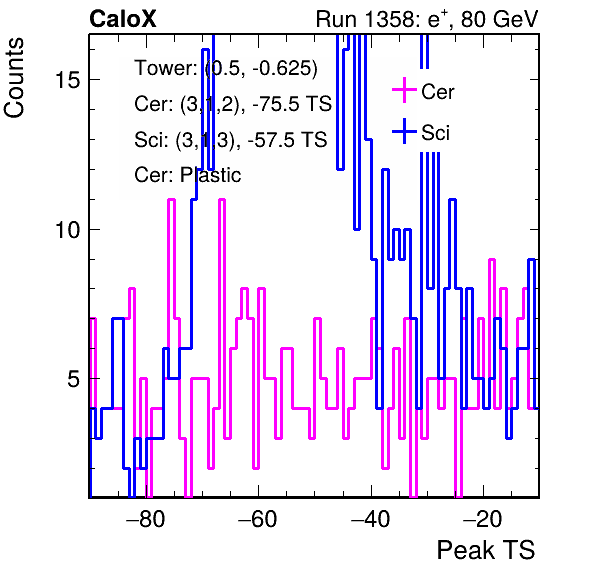 CaloX Run 1358: e+, 80 GeV
Counts
Tower: (0.5, -0.625)
Cer: (3,1,2), -75.5 TS
Sci: (3,1,3), -57.5 TS
Cer: Plastic
Cer
Sci
15
10
5
−80 −60 −40 −20
Peak TS